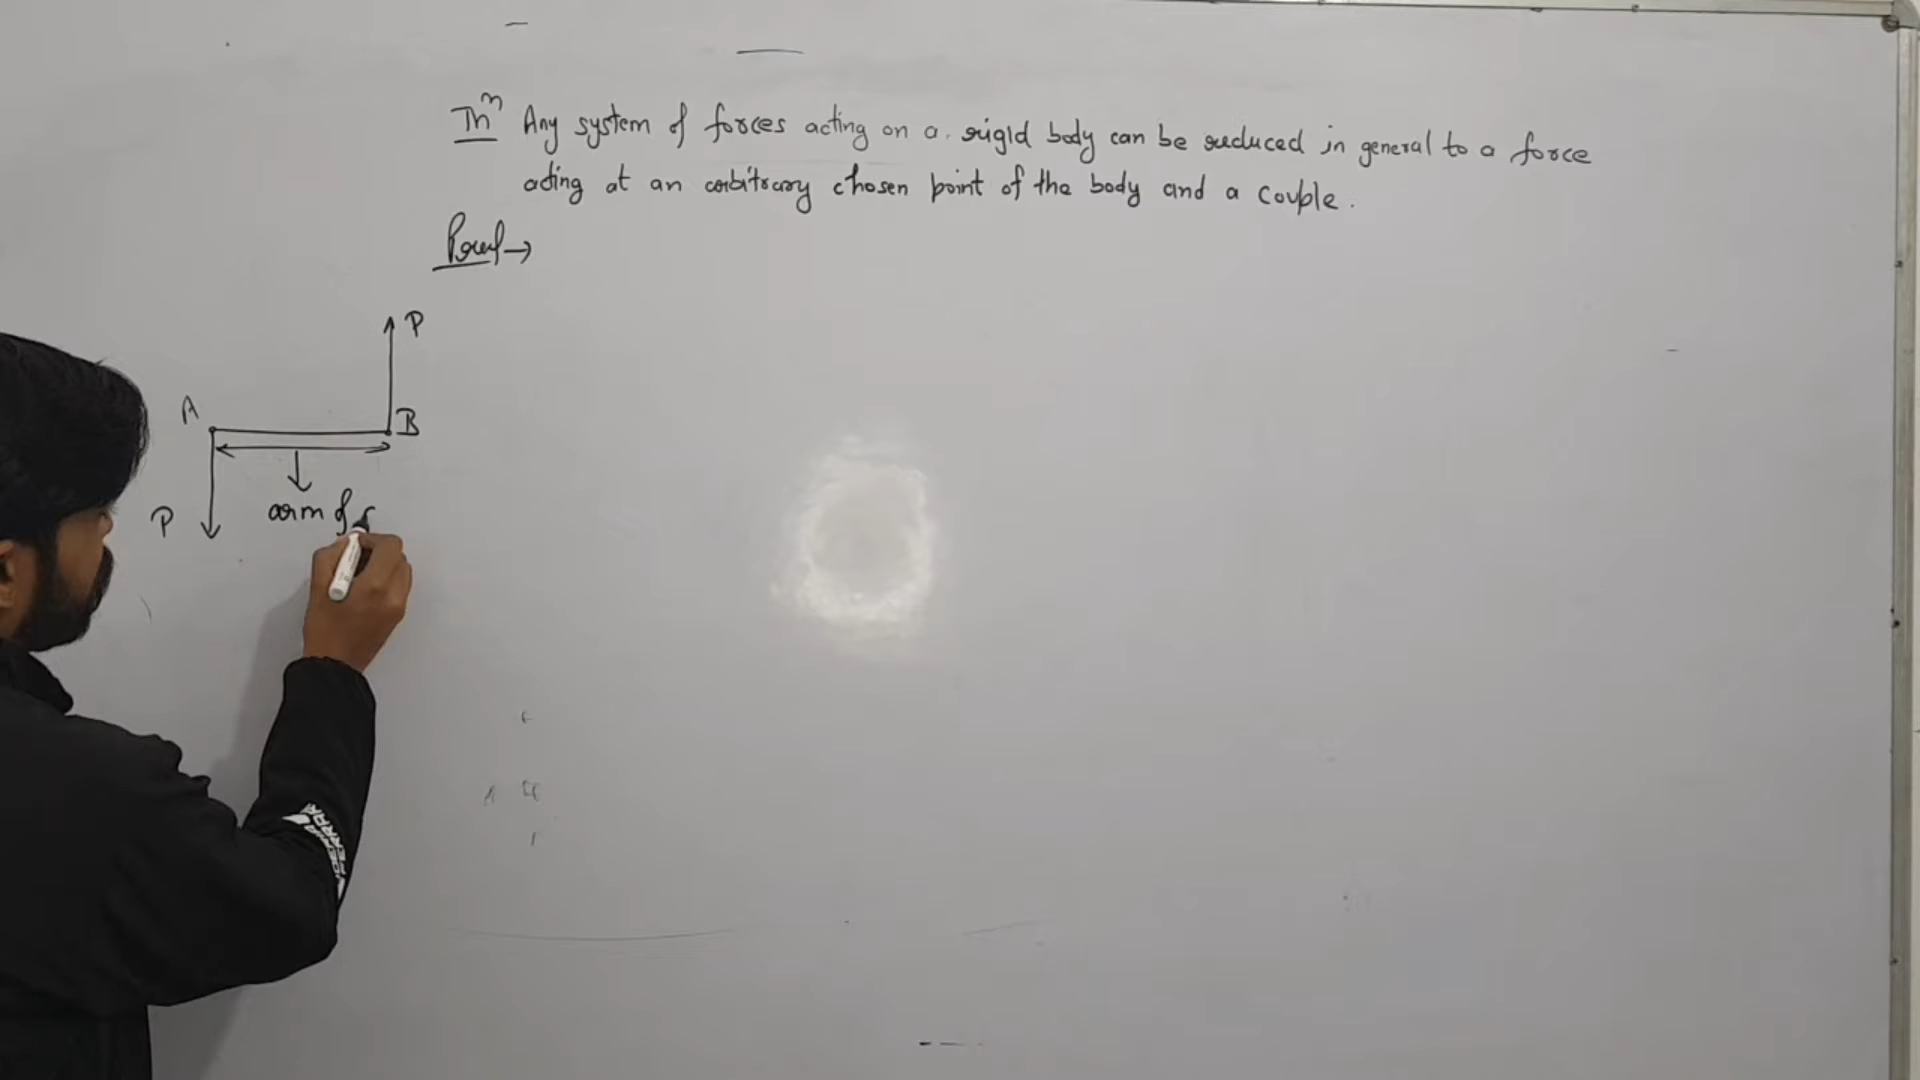 Thᵐ Any system of forces acting on a rigid body can be reduced in general to a force
acting at an arbitrary chosen point of the body and a couple.
Proof →
P
A
B
P
arm of c